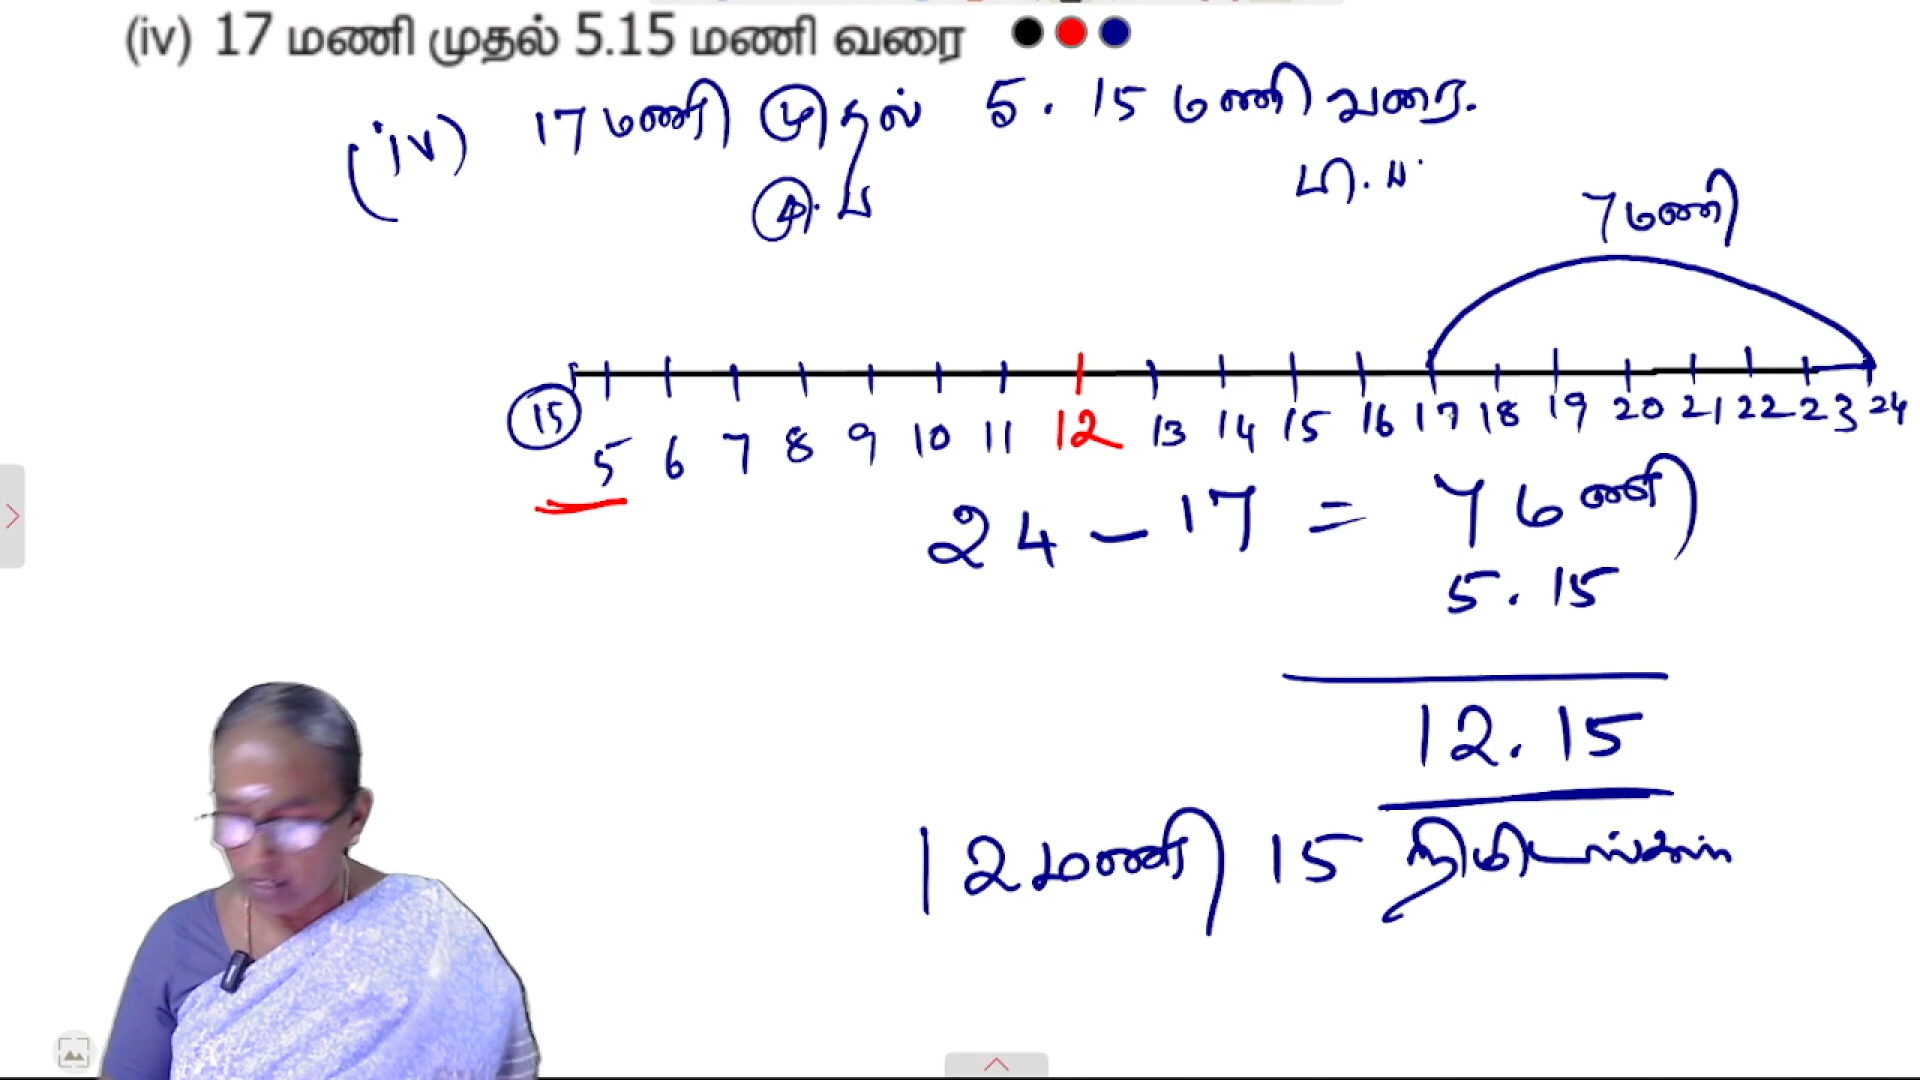 (iv) 17 மணி முதல் 5.15 மணி வரை
(iv) 17 மணி முதல் 5.15 மணி வரை.
மு.ப
பி.ப
7 மணி
15 5 6 7 8 9 10 11 12 13 14 15 16 17 18 19 20 21 22 23 24
24 - 17 = 7 மணி
5.15
12.15
12 மணி 15 நிமிடங்கள்